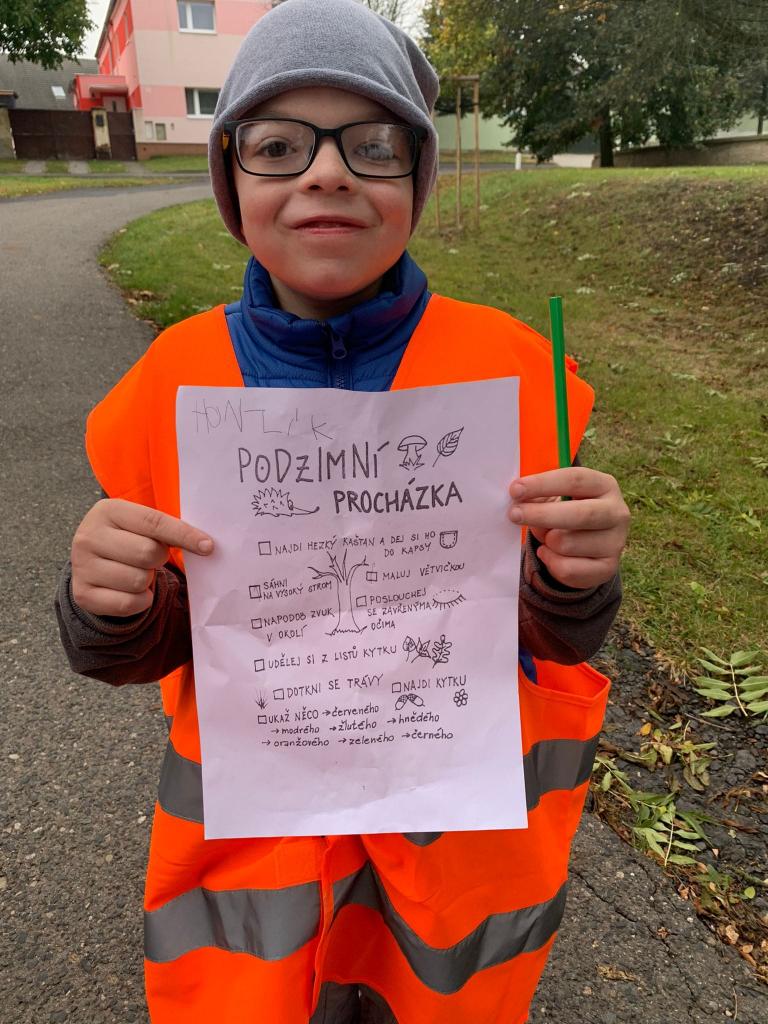 HONZÍK
PODZIMNÍ
PROCHÁZKA
NAJDI HEZKÝ KAŠTAN A DEJ SI HO
DO KAPSY
SÁHNI
NA VYSOKÝ STROM
MALUJ VĚTVIČKOU
NAPODOB ZVUK
V OKOLÍ
POSLOUCHEJ
SE ZAVŘENÝMA
OČIMA
UDĚLEJ SI Z LISTŮ KYTKU
DOTKNI SE TRÁVY
NAJDI KYTKU
UKAŽ NĚCO → červeného
→ modrého → žlutého → hnědého
→ oranžového → zeleného → černého